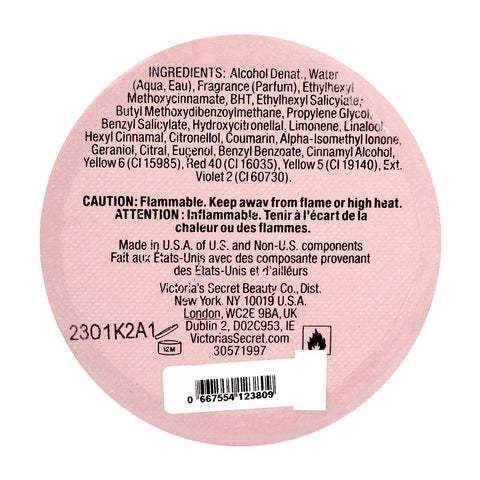 INGREDIENTS: Alcohol Denat., Water
(Aqua, Eau), Fragrance (Parfum), Ethylhexyl
Methoxycinnamate, BHT, Ethylhexyl Salicylate,
Butyl Methoxydibenzoylmethane, Propylene Glycol,
Benzyl Salicylate, Hydroxycitronellal, Limonene, Linalool,
Hexyl Cinnamal, Citronellol, Coumarin, Alpha-Isomethyl Ionone,
Geraniol, Citral, Eugenol, Benzyl Benzoate, Cinnamyl Alcohol,
Yellow 6 (CI 15985), Red 40 (CI 16035), Yellow 5 (CI 19140), Ext.
Violet 2 (CI 60730).
CAUTION: Flammable. Keep away from flame or high heat.
ATTENTION : Inflammable. Tenir à l'écart de la
chaleur ou des flammes.
Made in U.S.A. of U.S. and Non-U.S. components
Fait aux États-Unis avec des composante provenant
des États-Unis et d'ailleurs
Victoria's Secret Beauty Co., Dist.
New York, NY 10019 U.S.A.
London, WC2E 9BA, UK
Dublin 2, D02C953, IE
VictoriasSecret.com
30571997
2301K2A1
12M
0 667554 123809